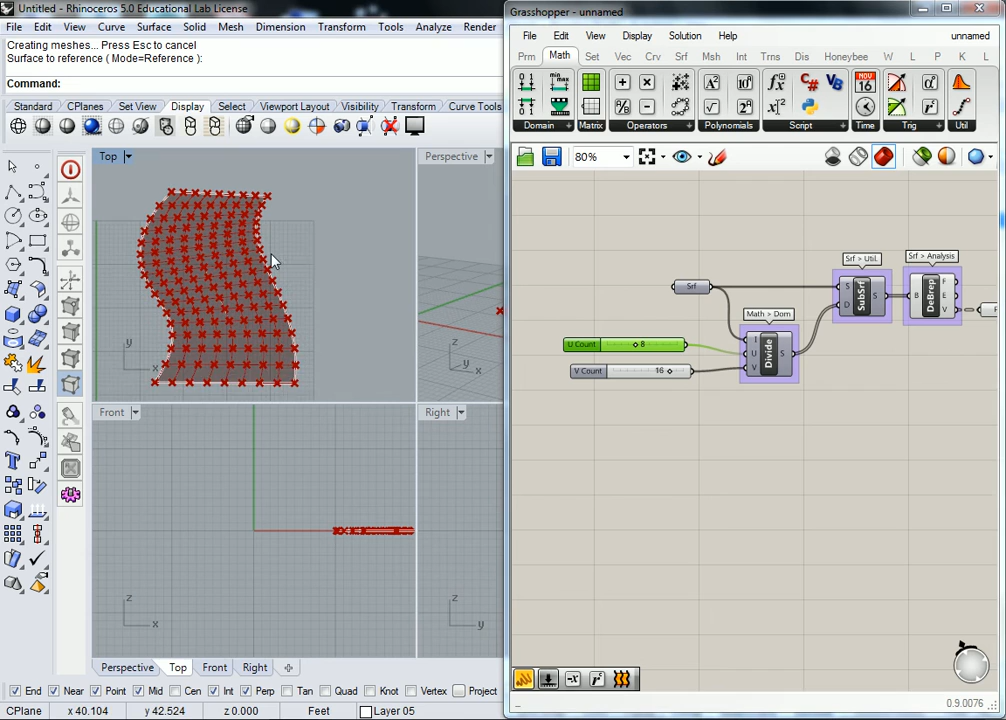 Untitled - Rhinoceros 5.0 Educational Lab License
File Edit View Curve Surface Solid Mesh Dimension Transform Tools Analyze Render
Creating meshes... Press Esc to cancel
Surface to reference ( Mode=Reference ):
Command:
Standard CPlanes Set View Display Select Viewport Layout Visibility Transform Curve Tools
Top
Perspective
y
x
z
y
Front
Right
z
x
z
y
Perspective Top Front Right
End Near Point Mid Cen Int Perp Tan Quad Knot Vertex Project
CPlane x 40.104 y 42.524 z 0.000 Feet Layer 05
Grasshopper - unnamed
File Edit View Display Solution Help unnamed
Prm Math Set Vec Crv Srf Msh Int Trns Dis Honeybee L P K L
Domain Matrix Operators Polynomials Script Time Trig Util
80%
Srf > Util.
Srf > Analysis
Srf
S
D
SubSrf
S
B
DeBrep
F
E
V
Math > Dom
U Count 8
V Count 16
I
U
V
Divide
S
0.9.0076